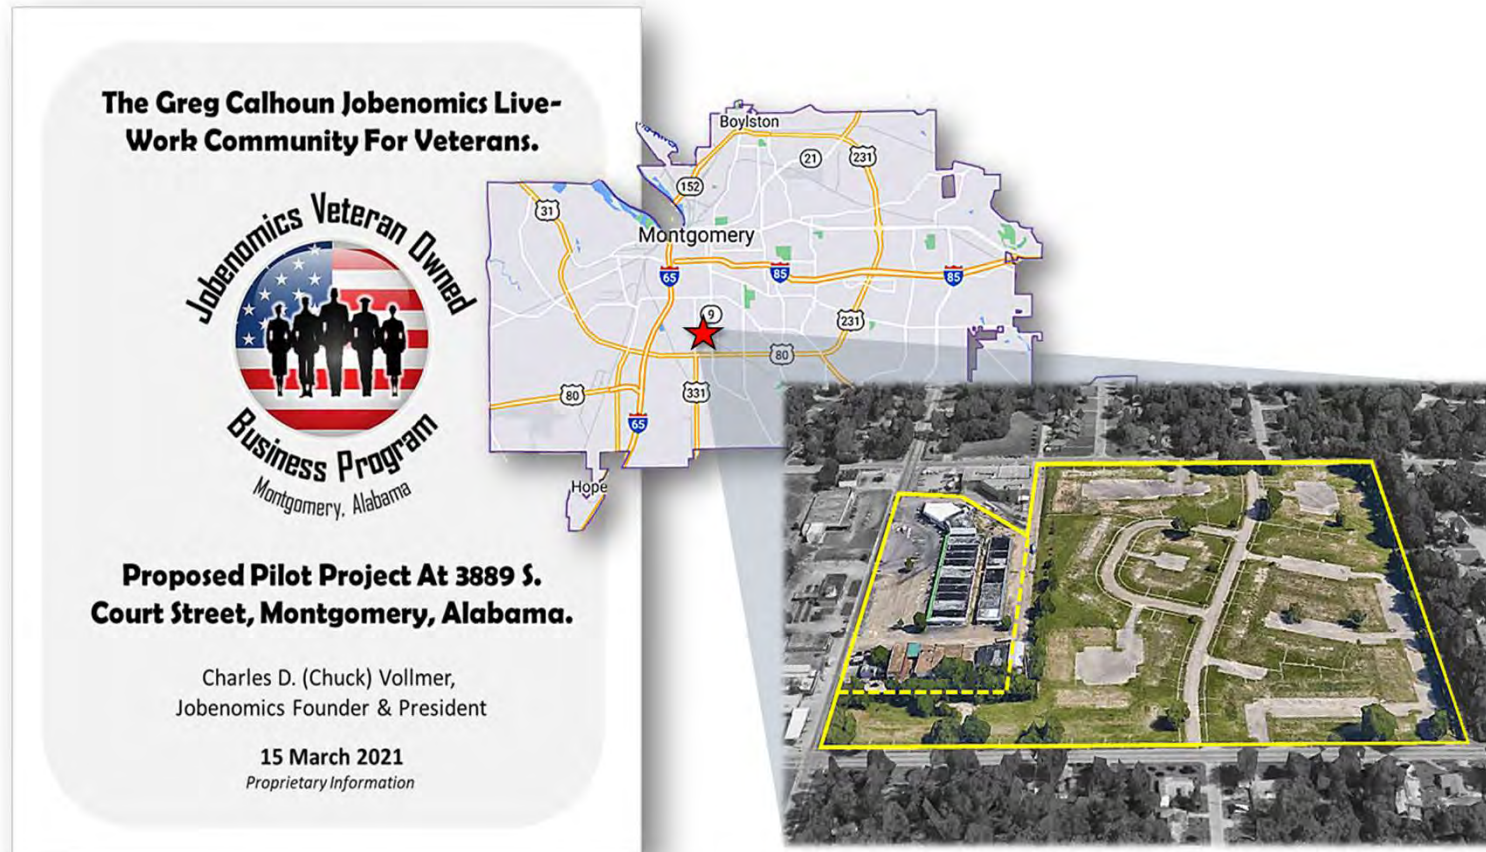 The Greg Calhoun Jobenomics Live-
Work Community For Veterans.
Jobenomics Veteran Owned
Business Program
Montgomery, Alabama
Proposed Pilot Project At 3889 S.
Court Street, Montgomery, Alabama.
Charles D. (Chuck) Vollmer,
Jobenomics Founder & President
15 March 2021
Proprietary Information
Boylston
21
231
152
31
Montgomery
65
85
85
9
231
80
80
331
65
Hope